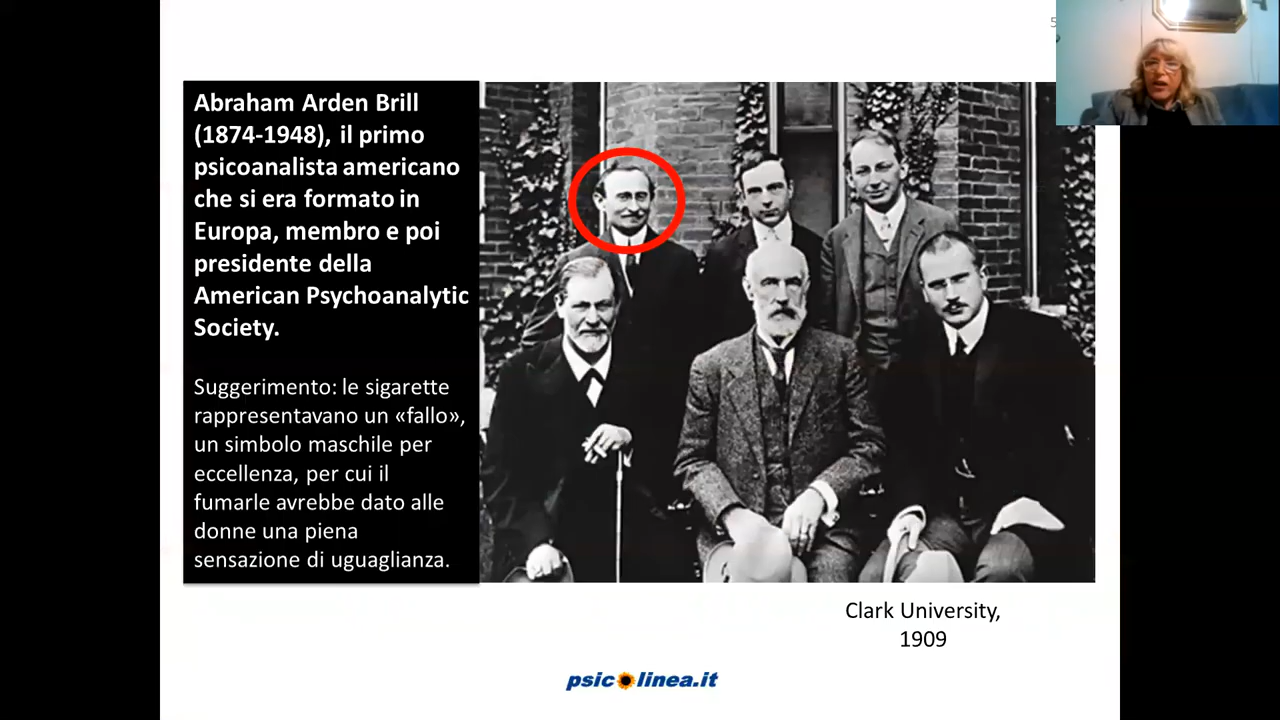 5
Abraham Arden Brill
(1874-1948), il primo
psicoanalista americano
che si era formato in
Europa, membro e poi
presidente della
American Psychoanalytic
Society.
Suggerimento: le sigarette
rappresentavano un «fallo»,
un simbolo maschile per
eccellenza, per cui il
fumarle avrebbe dato alle
donne una piena
sensazione di uguaglianza.
Clark University,
1909
psicolinea.it